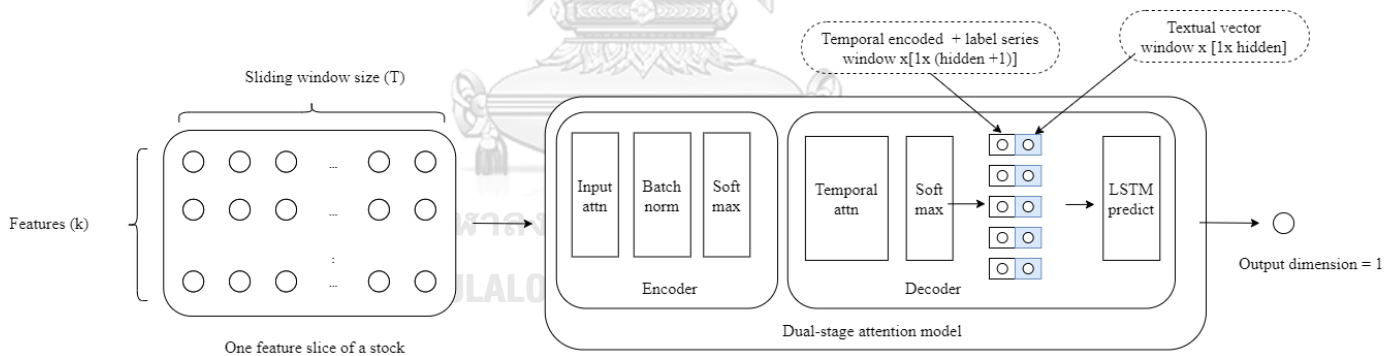 Temporal encoded + label series
window x[1x (hidden +1)]
Textual vector
window x [1x hidden]
Sliding window size (T)
Features (k)
...
...
:
...
One feature slice of a stock
Input
attn
Batch
norm
Soft
max
Encoder
Temporal
attn
Soft
max
LSTM
predict
Decoder
Dual-stage attention model
Output dimension = 1